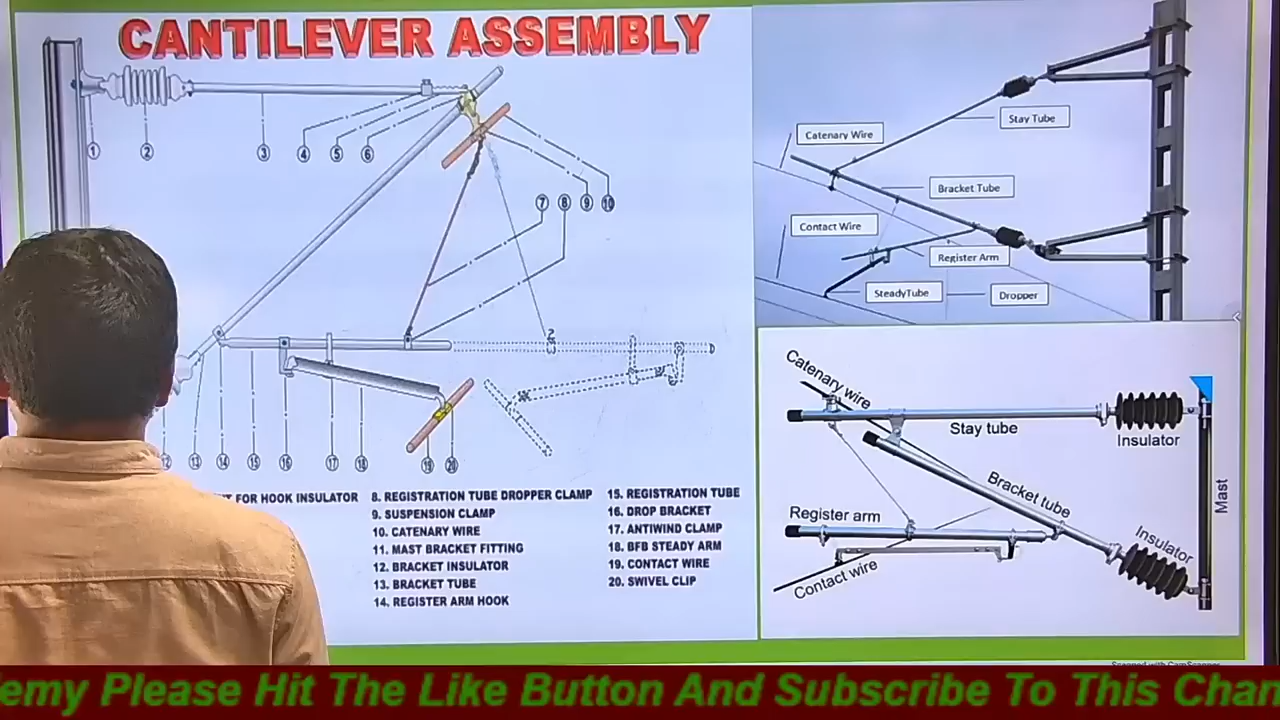 CANTILEVER ASSEMBLY
1
2
3
4
5
6
7
8
9
10
13
14
15
16
17
18
19
20
FOR HOOK INSULATOR
8. REGISTRATION TUBE DROPPER CLAMP
9. SUSPENSION CLAMP
10. CATENARY WIRE
11. MAST BRACKET FITTING
12. BRACKET INSULATOR
13. BRACKET TUBE
14. REGISTER ARM HOOK
15. REGISTRATION TUBE
16. DROP BRACKET
17. ANTIWIND CLAMP
18. BFB STEADY ARM
19. CONTACT WIRE
20. SWIVEL CLIP
Catenary Wire
Stay Tube
Bracket Tube
Contact Wire
Register Arm
SteadyTube
Dropper
Catenary wire
Stay tube
Insulator
Bracket tube
Mast
Register arm
Insulator
Contact wire
Scanned with CamScanner
demy Please Hit The Like Button And Subscribe To This Chan